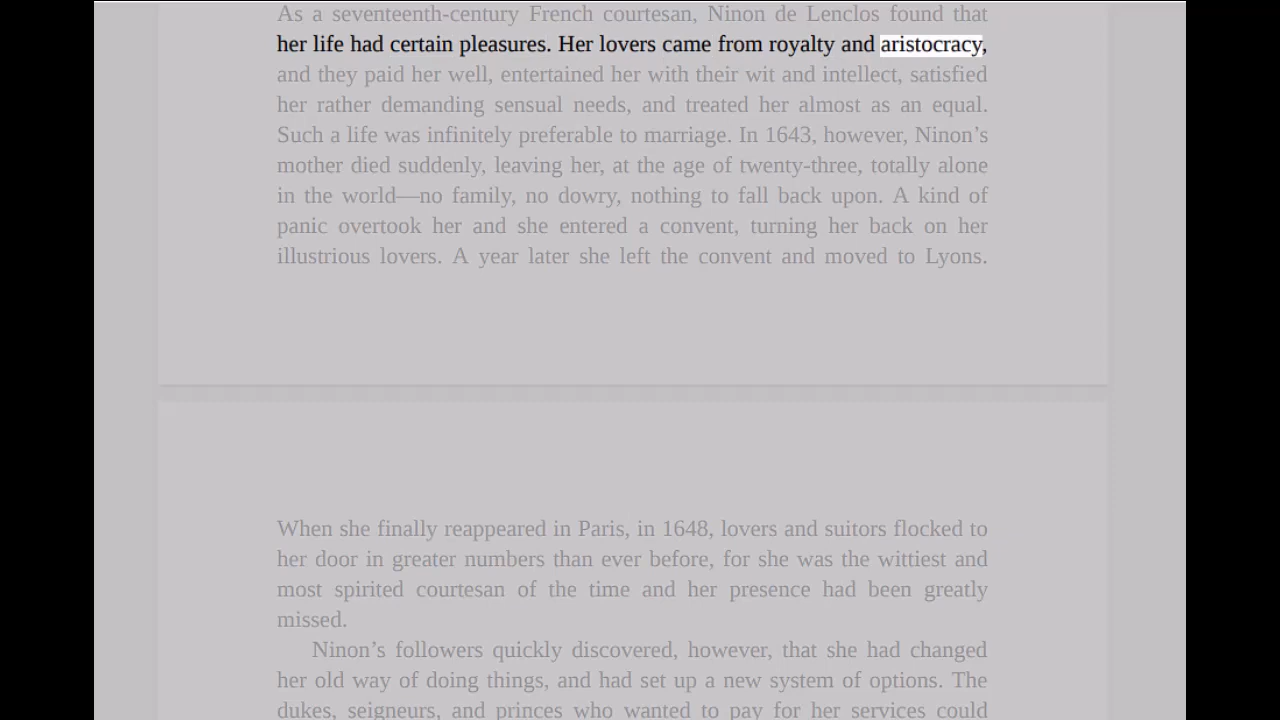 As a seventeenth-century French courtesan, Ninon de Lenclos found that
her life had certain pleasures. Her lovers came from royalty and aristocracy,
and they paid her well, entertained her with their wit and intellect, satisfied
her rather demanding sensual needs, and treated her almost as an equal.
Such a life was infinitely preferable to marriage. In 1643, however, Ninon’s
mother died suddenly, leaving her, at the age of twenty-three, totally alone
in the world—no family, no dowry, nothing to fall back upon. A kind of
panic overtook her and she entered a convent, turning her back on her
illustrious lovers. A year later she left the convent and moved to Lyons.
When she finally reappeared in Paris, in 1648, lovers and suitors flocked to
her door in greater numbers than ever before, for she was the wittiest and
most spirited courtesan of the time and her presence had been greatly
missed.
Ninon’s followers quickly discovered, however, that she had changed
her old way of doing things, and had set up a new system of options. The
dukes, seigneurs, and princes who wanted to pay for her services could